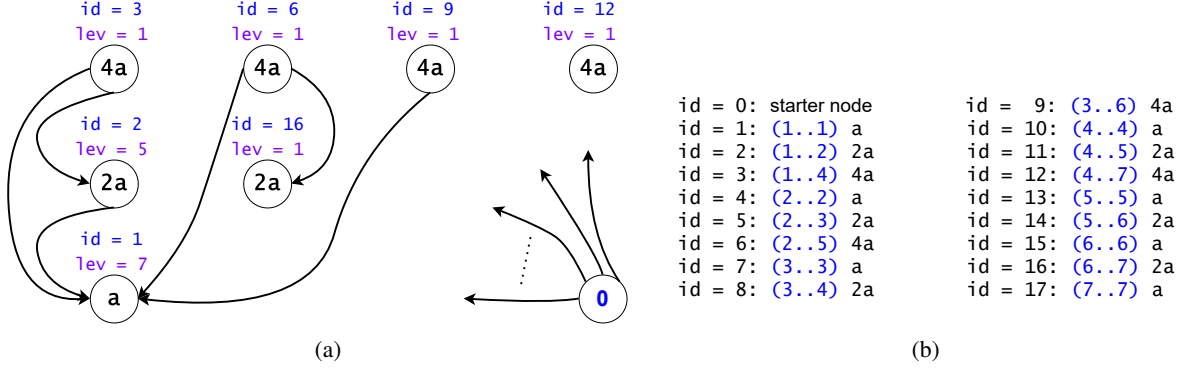 id = 3 id = 6 id = 9 id = 12
lev = 1 lev = 1 lev = 1 lev = 1
4a 4a 4a 4a
id = 2 id = 16
lev = 5 lev = 1
2a 2a
id = 1
lev = 7
a 0
(a)
id = 0: starter node
id = 1: (1..1) a
id = 2: (1..2) 2a
id = 3: (1..4) 4a
id = 4: (2..2) a
id = 5: (2..3) 2a
id = 6: (2..5) 4a
id = 7: (3..3) a
id = 8: (3..4) 2a
id = 9: (3..6) 4a
id = 10: (4..4) a
id = 11: (4..5) 2a
id = 12: (4..7) 4a
id = 13: (5..5) a
id = 14: (5..6) 2a
id = 15: (6..6) a
id = 16: (6..7) 2a
id = 17: (7..7) a
(b)